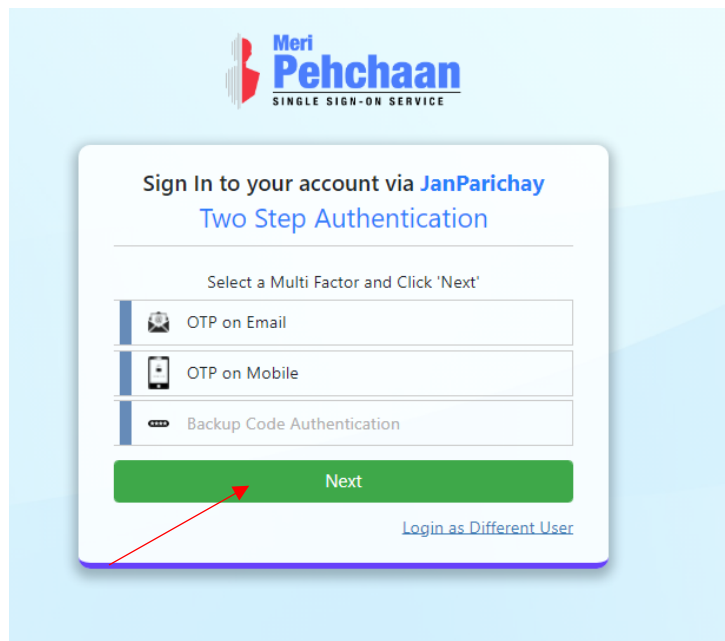 Meri
Pehchaan
SINGLE SIGN-ON SERVICE
Sign In to your account via JanParichay
Two Step Authentication
Select a Multi Factor and Click 'Next'
OTP on Email
OTP on Mobile
Backup Code Authentication
Next
Login as Different User